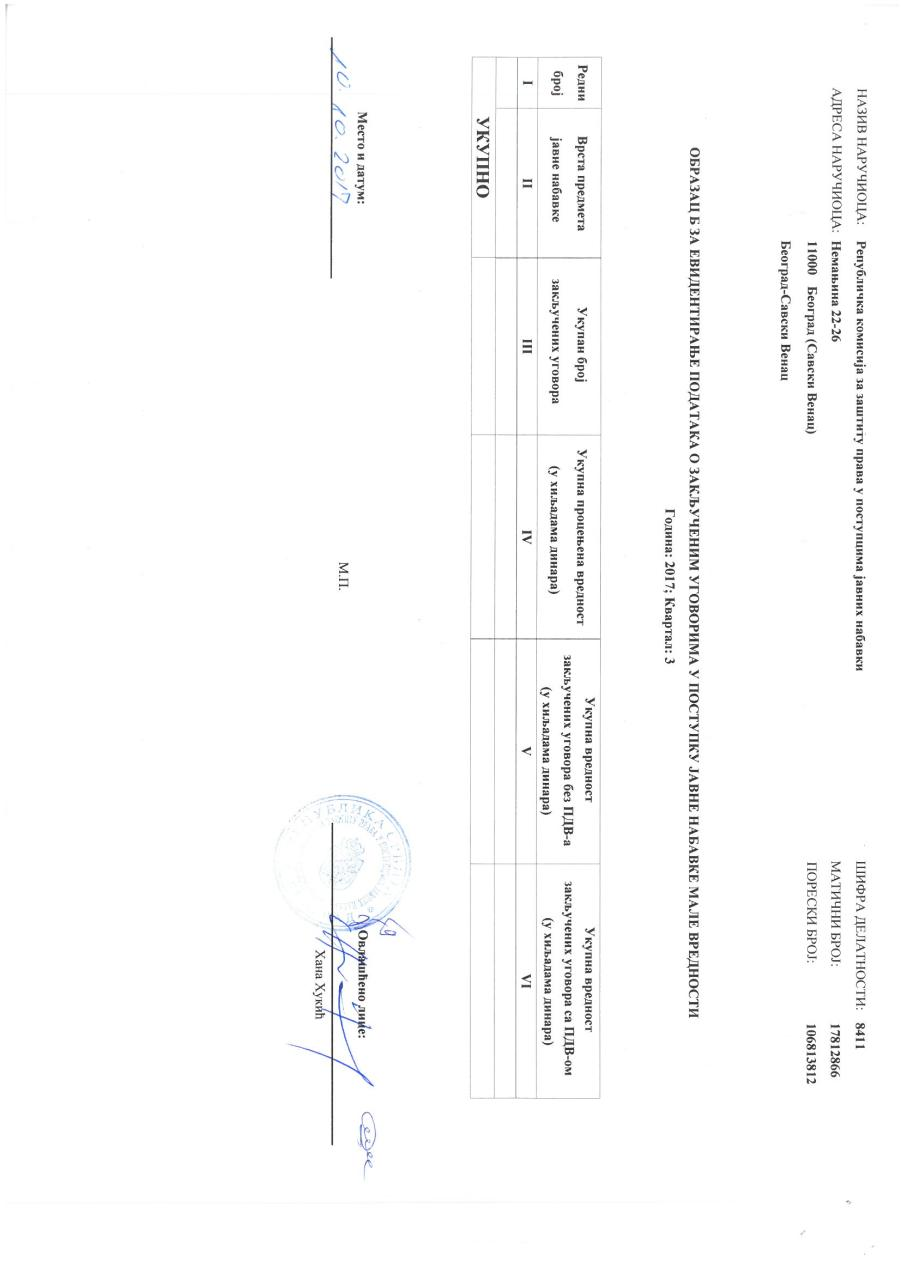 НАЗИВ НАРУЧИОЦА: Републичка комисија за заштиту права у поступцима јавних набавки
АДРЕСА НАРУЧИОЦА: Немањина 22-26
11000 Београд (Савски Венац)
Београд-Савски Венац
ШИФРА ДЕЛАТНОСТИ: 8411
МАТИЧНИ БРОЈ: 17812866
ПОРЕСКИ БРОЈ: 106813812
ОБРАЗАЦ Б ЗА ЕВИДЕНТИРАЊЕ ПОДАТАКА О ЗАКЉУЧЕНИМ УГОВОРИМА У ПОСТУПКУ ЈАВНЕ НАБАВКЕ МАЛЕ ВРЕДНОСТИ
Година: 2017; Квартал: 3
Редни
број
Врста предмета
јавне набавке
Укупан број
закључених уговора
Укупна процењена вредност
(у хиљадама динара)
Укупна вредност
закључених уговора без ПДВ-а
(у хиљадама динара)
Укупна вредност
закључених уговора са ПДВ-ом
(у хиљадама динара)
I II III IV V VI
УКУПНО
Место и датум:
10. 10. 2017
М.П.
Овлашћено лице:
Хана Хукић